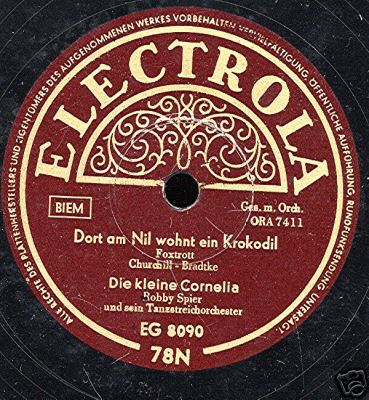 ALLE RECHTE DES PLATTENHERSTELLERS UND EIGENTÜMERS DES AUFGENOMMENEN WERKES VORBEHALTEN VERVIELFÄLTIGUNG, ÖFFENTLICHE AUFFÜHRUNG, RUNDFUNKSENDUNG UNTERSAGT
ELECTROLA
BIEM
Ges. m. Orch.
ORA 7411
Dort am Nil wohnt ein Krokodil
Foxtrott
Churchill - Bradtke
Die kleine Cornelia
Bobby Spier
und sein Tanzstreichorchester
EG 8090
78N
eb